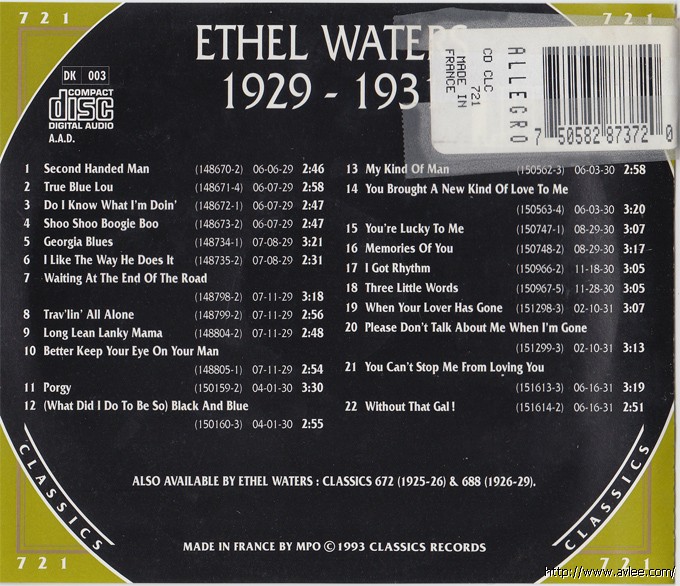 721
721
ETHEL WATERS
1929 - 1931
DK 003
COMPACT
disc
DIGITAL AUDIO
A.A.D.
CD CLC
721
MADE IN
FRANCE
ALLEGRO
7 50582 87372 0
1 Second Handed Man (148670-2) 06-06-29 2:46
2 True Blue Lou (148671-4) 06-07-29 2:58
3 Do I Know What I'm Doin' (148672-1) 06-07-29 2:47
4 Shoo Shoo Boogie Boo (148673-2) 06-07-29 2:47
5 Georgia Blues (148734-1) 07-08-29 3:21
6 I Like The Way He Does It (148735-2) 07-08-29 2:31
7 Waiting At The End Of The Road
(148798-2) 07-11-29 3:18
8 Trav'lin' All Alone (148799-2) 07-11-29 2:56
9 Long Lean Lanky Mama (148804-2) 07-11-29 2:48
10 Better Keep Your Eye On Your Man
(148805-1) 07-11-29 2:54
11 Porgy (150159-2) 04-01-30 3:30
12 (What Did I Do To Be So) Black And Blue
(150160-3) 04-01-30 2:55
13 My Kind Of Man (150562-3) 06-03-30 2:58
14 You Brought A New Kind Of Love To Me
(150563-4) 06-03-30 3:20
15 You're Lucky To Me (150747-1) 08-29-30 3:07
16 Memories Of You (150748-2) 08-29-30 3:17
17 I Got Rhythm (150966-2) 11-18-30 3:05
18 Three Little Words (150967-5) 11-28-30 3:05
19 When Your Lover Has Gone (151298-3) 02-10-31 3:07
20 Please Don't Talk About Me When I'm Gone
(151299-3) 02-10-31 3:13
21 You Can't Stop Me From Loving You
(151613-3) 06-16-31 3:19
22 Without That Gal! (151614-2) 06-16-31 2:51
ALSO AVAILABLE BY ETHEL WATERS : CLASSICS 672 (1925-26) & 688 (1926-29).
CLASSICS
CLASSICS
MADE IN FRANCE BY MPO © 1993 CLASSICS RECORDS
721
721
http://www.avlee.com/